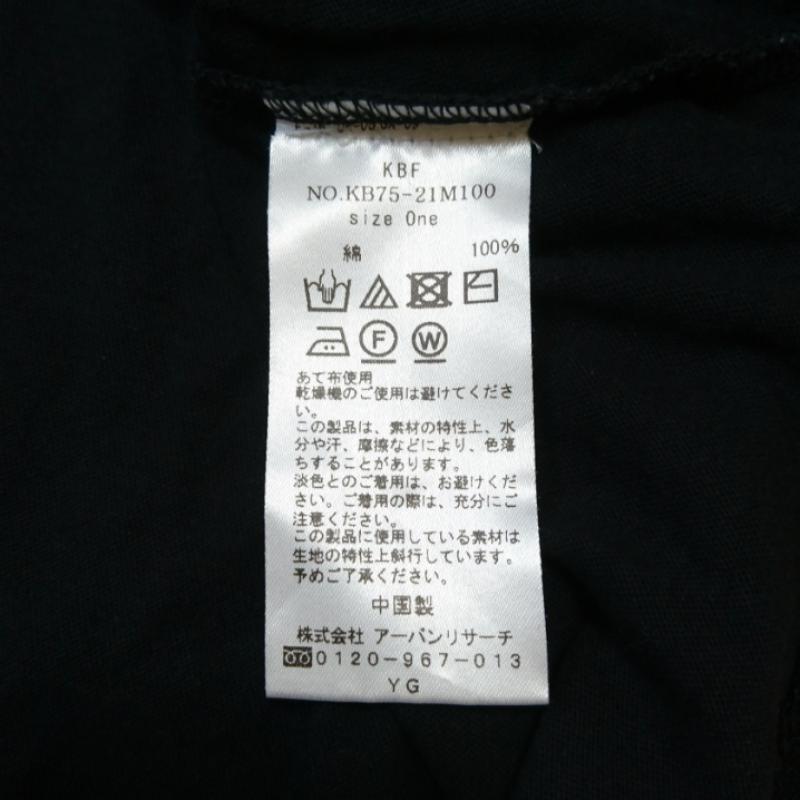 KBF
NO.KB75-21M100
size One
綿 100%
F W
あて布使用
乾燥機のご使用は避けてくださ
い。
この製品は、素材の特性上、水
分や汗、摩擦などにより、色落
ちすることがあります。
淡色とのご着用は、お避けくだ
さい。ご着用の際は、充分にご
注意ください。
この製品に使用している素材は
生地の特性上斜行しています。
予めご了承ください。
中国製
株式会社 アーバンリサーチ
0120-967-013
YG